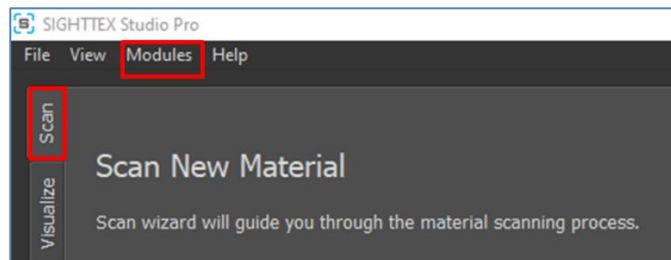 SIGHTTEX Studio Pro
File View Modules Help
Scan
Scan New Material
Visualize
Scan wizard will guide you through the material scanning process.